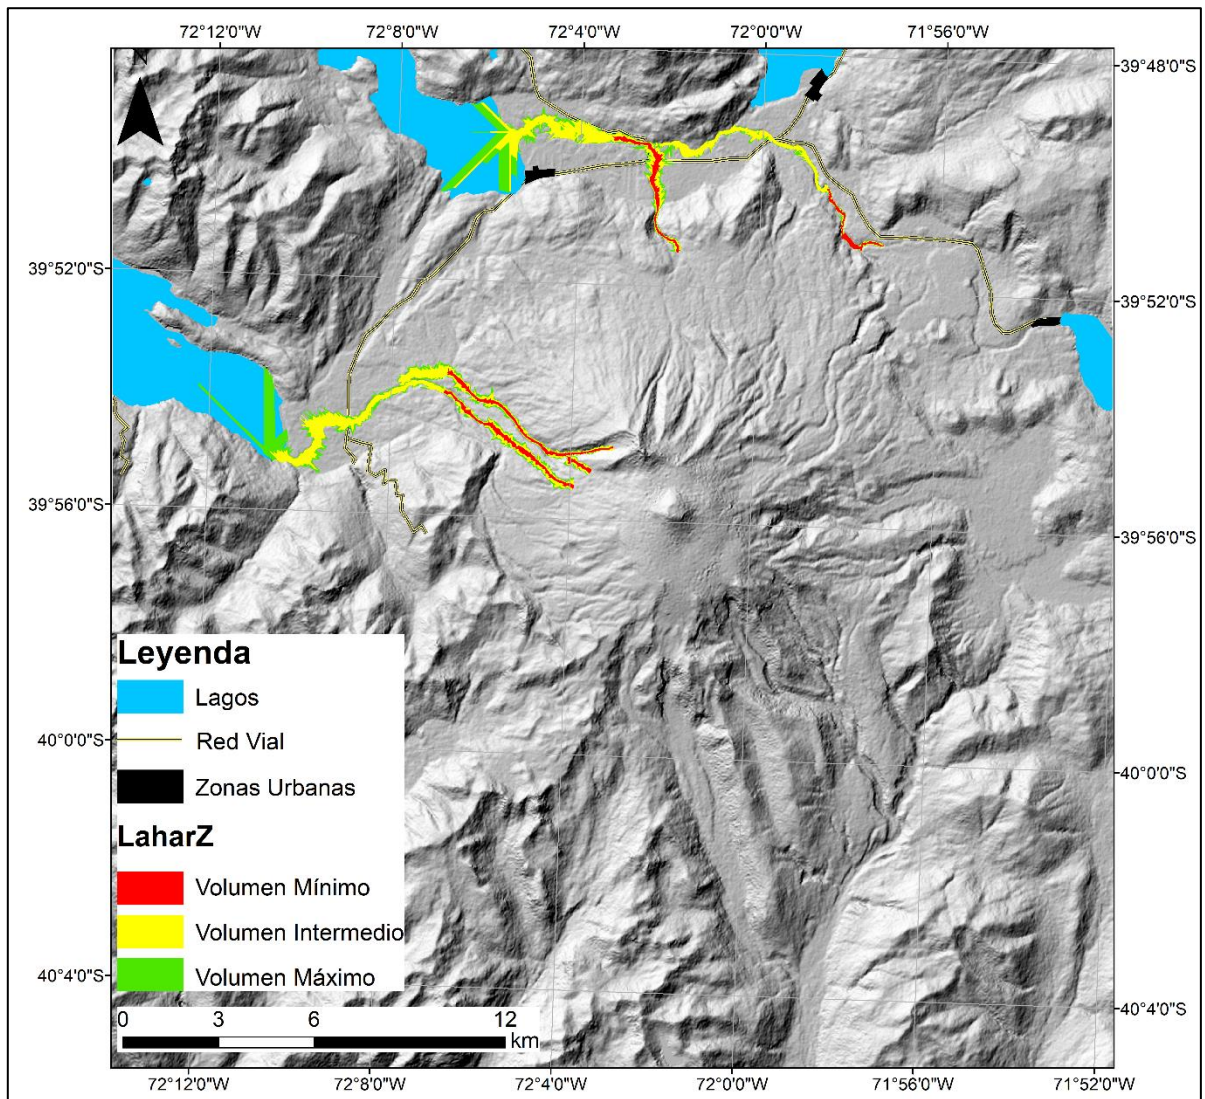 72°12'0"W 72°8'0"W 72°4'0"W 72°0'0"W 71°56'0"W
N
39°48'0"S
39°52'0"S
39°52'0"S
39°56'0"S
39°56'0"S
Leyenda
Lagos
Red Vial
40°0'0"S
40°0'0"S
Zonas Urbanas
LaharZ
Volumen Mínimo
Volumen Intermedio
Volumen Máximo
40°4'0"S
40°4'0"S
0 3 6 12
km
72°12'0"W 72°8'0"W 72°4'0"W 72°0'0"W 71°56'0"W 71°52'0"W